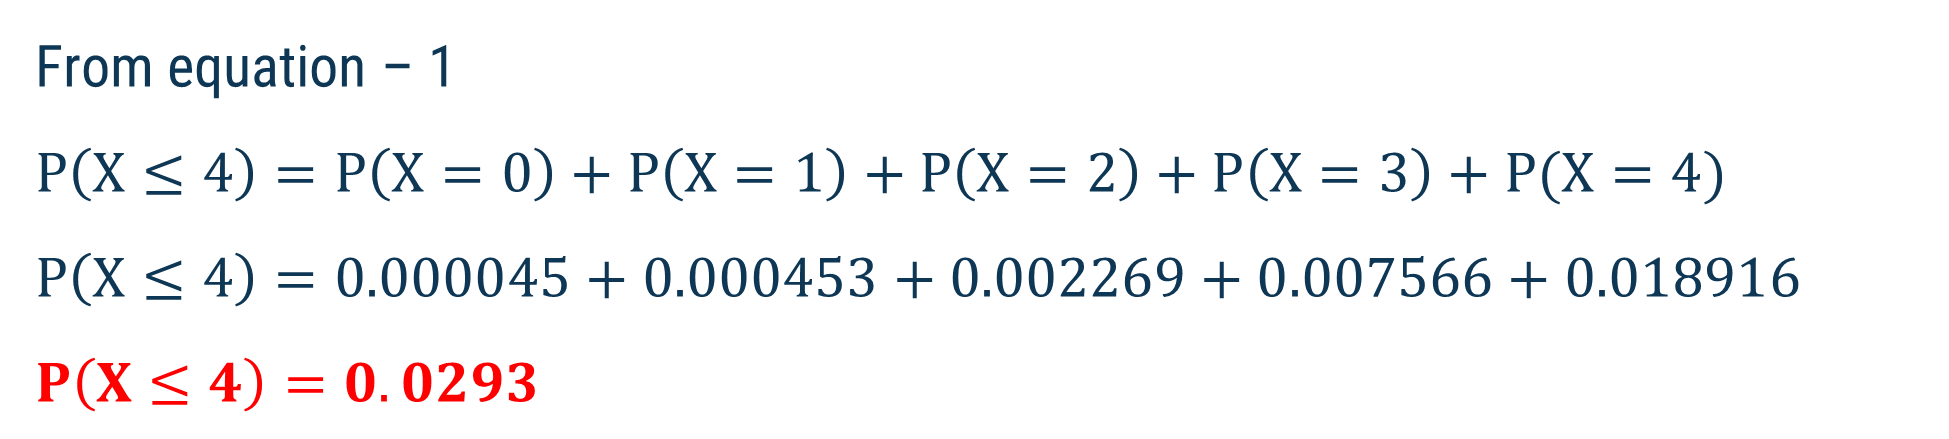 From equation – 1
P(X ≤ 4) = P(X = 0) + P(X = 1) + P(X = 2) + P(X = 3) + P(X = 4)
P(X ≤ 4) = 0.000045 + 0.000453 + 0.002269 + 0.007566 + 0.018916
P(X ≤ 4) = 0.0293